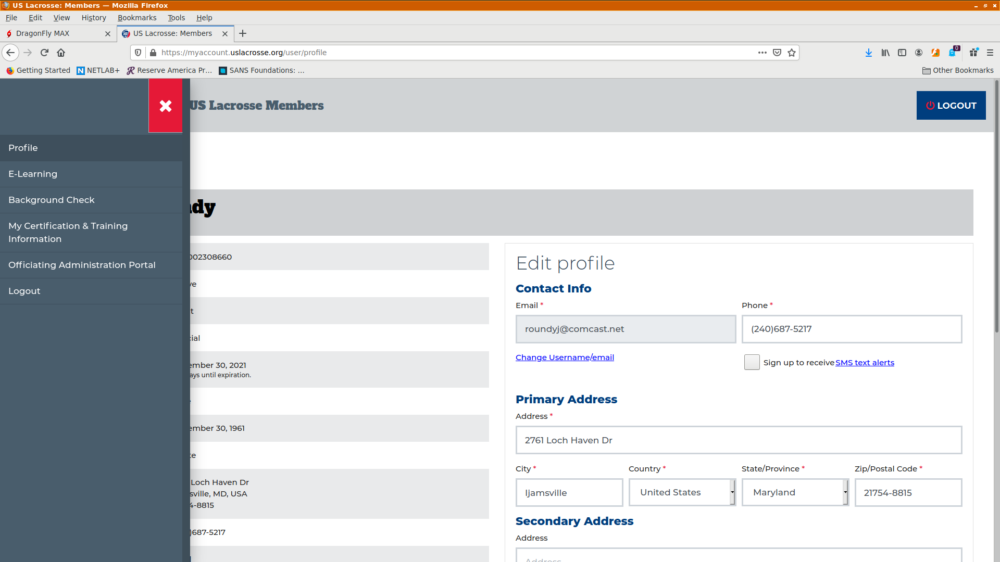 US Lacrosse: Members — Mozilla Firefox
File Edit View History Bookmarks Tools Help
DragonFly MAX
US Lacrosse: Members
https://myaccount.uslacrosse.org/user/profile
0
Getting Started
NETLAB+
Reserve America Pr...
SANS Foundations: ...
Other Bookmarks
US Lacrosse Members
LOGOUT
Profile
E-Learning
Background Check
My Certification & Training
Information
Officiating Administration Portal
Logout
dy
002308660
ve
t
cial
ember 30, 2021
ays until expiration.
ember 30, 1961
te
Loch Haven Dr
sville, MD, USA
4-8815
)687-5217
Edit profile
Contact Info
Email *
Phone *
roundyj@comcast.net
(240)687-5217
Change Username/email
Sign up to receive SMS text alerts
Primary Address
Address *
2761 Loch Haven Dr
City *
Country *
State/Province *
Zip/Postal Code *
Ijamsville
United States
Maryland
21754-8815
Secondary Address
Address
Address